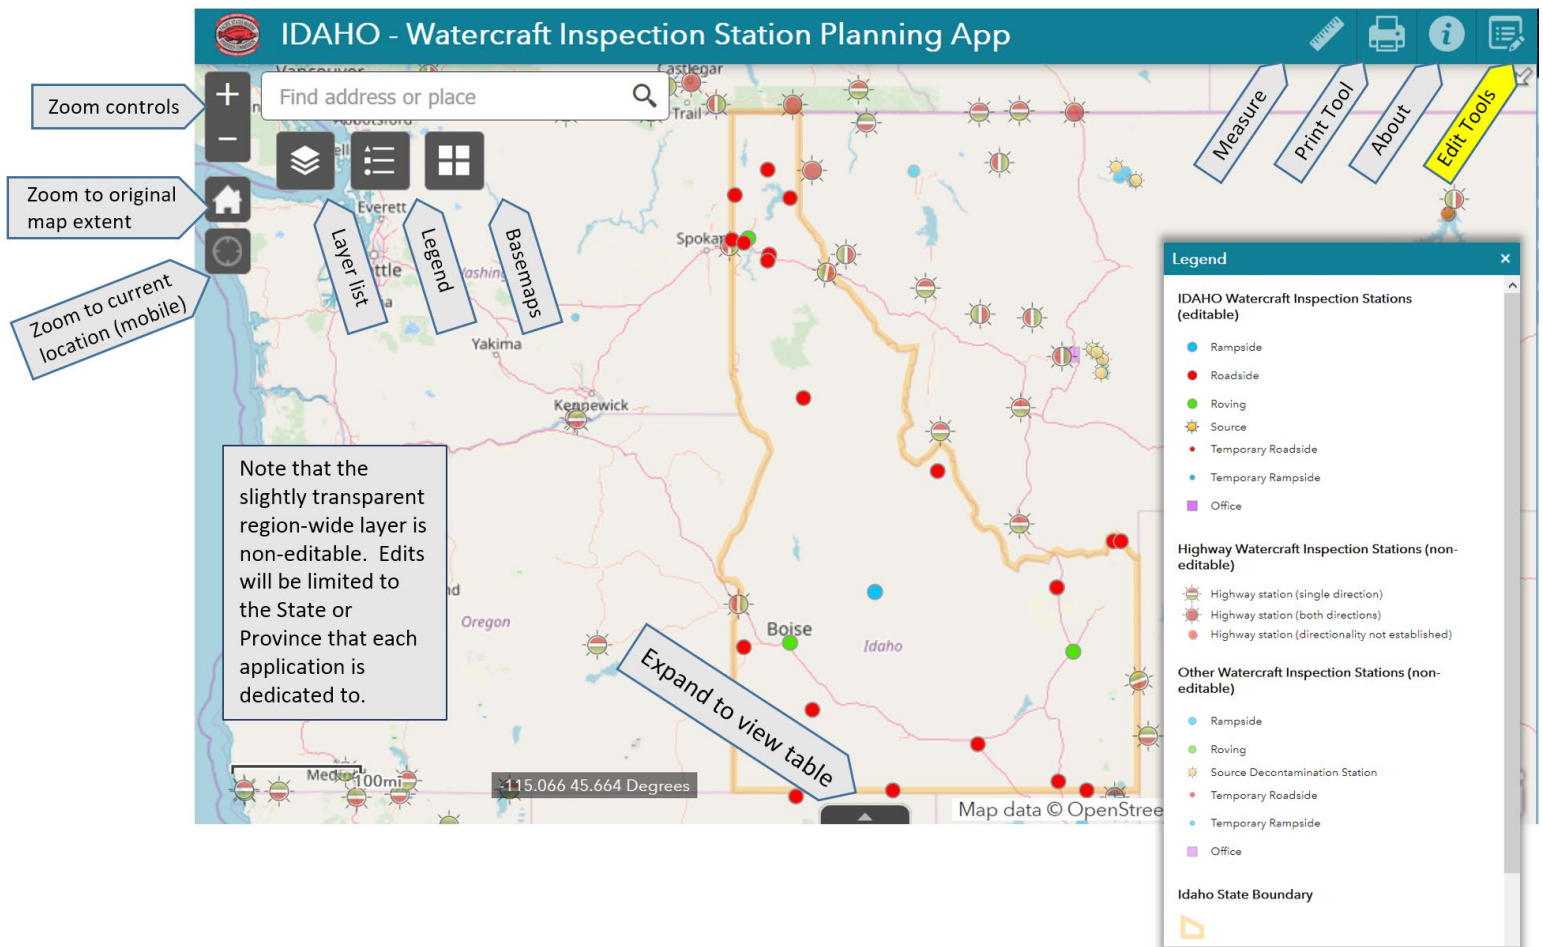 IDAHO - Watercraft Inspection Station Planning App
Zoom controls
Find address or place
Measure
Print Tool
About
Edit Tools
Vancouver
Castlegar
Trail
Zoom to original
map extent
Everett
Layer list
Legend
Basemaps
Spokan
ttle
Washin
Zoom to current
location (mobile)
Yakima
Kennewick
Note that the
slightly transparent
region-wide layer is
non-editable.  Edits
will be limited to
the State or
Province that each
application is
dedicated to.
Oregon
Boise
Idaho
Expand to view table
100mi
-115.066 45.664 Degrees
Map data © OpenStree
Legend
×
IDAHO Watercraft Inspection Stations
(editable)
Rampside
Roadside
Roving
Source
Temporary Roadside
Temporary Rampside
Office
Highway Watercraft Inspection Stations (non-
editable)
Highway station (single direction)
Highway station (both directions)
Highway station (directionality not established)
Other Watercraft Inspection Stations (non-
editable)
Rampside
Roving
Source Decontamination Station
Temporary Roadside
Temporary Rampside
Office
Idaho State Boundary